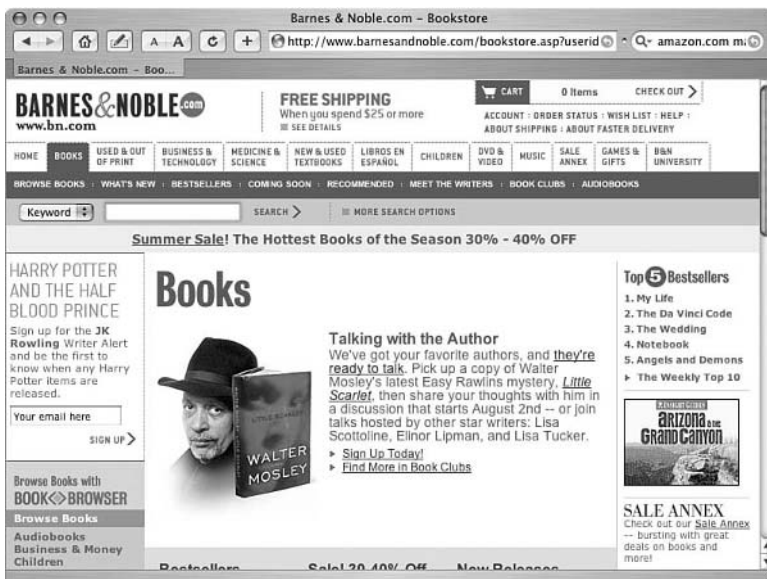 Barnes & Noble.com – Bookstore
A A C +
http://www.barnesandnoble.com/bookstore.asp?userid
Q- amazon.com
Barnes & Noble.com – Boo...
BARNES&NOBLE.com
www.bn.com
FREE SHIPPING
When you spend $25 or more
SEE DETAILS
CART 0 Items CHECK OUT
ACCOUNT : ORDER STATUS : WISH LIST : HELP :
ABOUT SHIPPING : ABOUT FASTER DELIVERY
HOME
BOOKS
USED & OUT
OF PRINT
BUSINESS &
TECHNOLOGY
MEDICINE &
SCIENCE
NEW & USED
TEXTBOOKS
LIBROS EN
ESPAÑOL
CHILDREN
DVD &
VIDEO
MUSIC
SALE
ANNEX
GAMES &
GIFTS
B&N
UNIVERSITY
BROWSE BOOKS : WHAT'S NEW : BESTSELLERS : COMING SOON : RECOMMENDED : MEET THE WRITERS : BOOK CLUBS : AUDIOBOOKS
Keyword SEARCH MORE SEARCH OPTIONS
Summer Sale! The Hottest Books of the Season 30% - 40% OFF
HARRY POTTER
AND THE HALF
BLOOD PRINCE
Sign up for the JK
Rowling Writer Alert
and be the first to
know when any Harry
Potter items are
released.
Your email here
SIGN UP
Browse Books with
BOOK BROWSER
Browse Books
Audiobooks
Business & Money
Children
Books
LITTLE SCARLET
WALTER
MOSLEY
Talking with the Author
We've got your favorite authors, and they're
ready to talk. Pick up a copy of Walter
Mosley's latest Easy Rawlins mystery, Little
Scarlet, then share your thoughts with him in
a discussion that starts August 2nd -- or join
talks hosted by other star writers: Lisa
Scottoline, Elinor Lipman, and Lisa Tucker.
Sign Up Today!
Find More in Book Clubs
Bestsellers
Sale! 30-40% Off
New Releases
Top 5 Bestsellers
1. My Life
2. The Da Vinci Code
3. The Wedding
4. Notebook
5. Angels and Demons
The Weekly Top 10
ARIZONA & THE
GRAND CANYON
SALE ANNEX
Check out our Sale Annex
-- bursting with great
deals on books and
more!